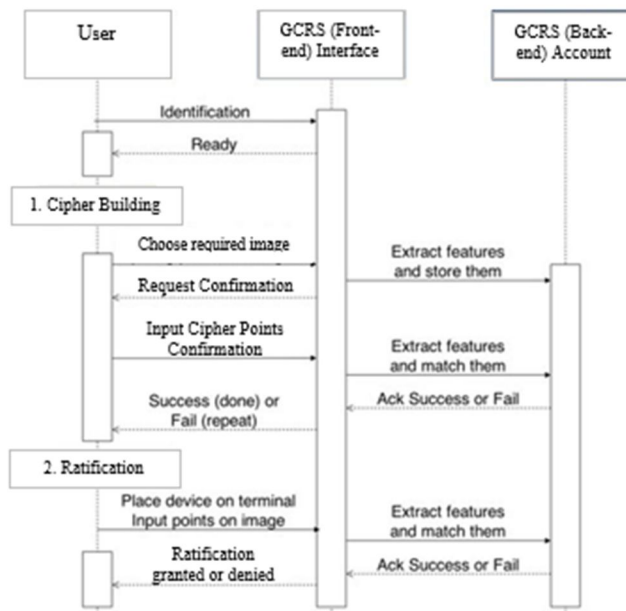 User
GCRS (Front-
end) Interface
GCRS (Back-
end) Account
Identification
Ready
1. Cipher Building
Choose required image
Extract features
and store them
Request Confirmation
Input Cipher Points
Confirmation
Extract features
and match them
Ack Success or Fail
Success (done) or
Fail (repeat)
2. Ratification
Place device on terminal
Input points on image
Extract features
and match them
Ratification
granted or denied
Ack Success or Fail